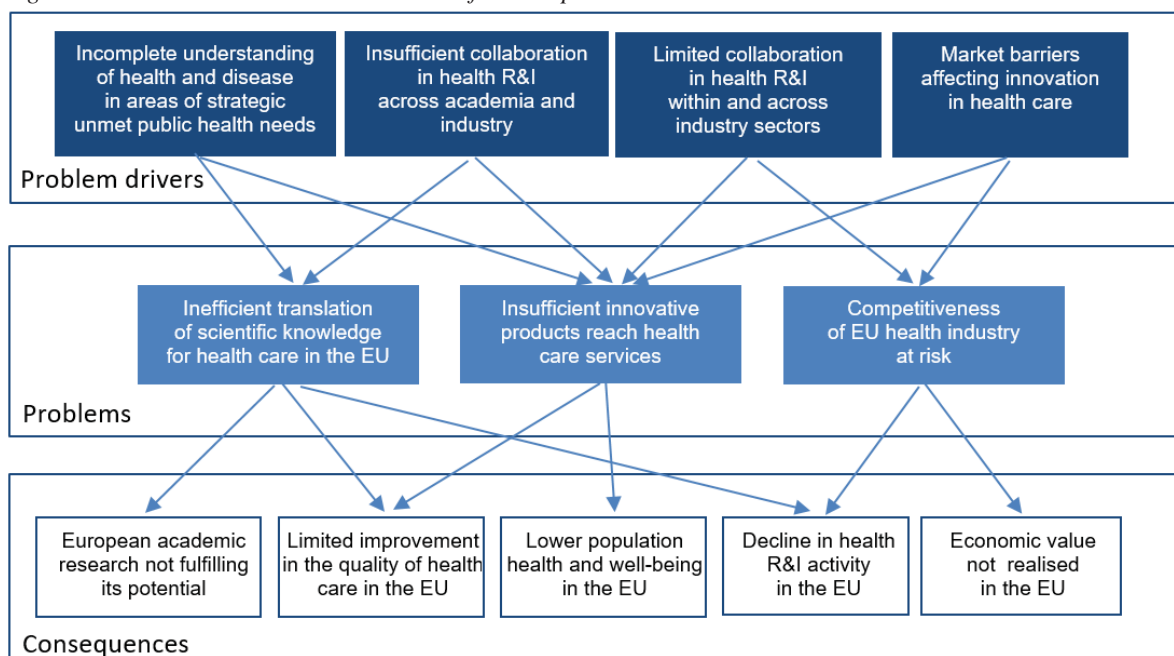 Incomplete understanding
of health and disease
in areas of strategic
unmet public health needs
Insufficient collaboration
in health R&I
across academia and
industry
Limited collaboration
in health R&I
within and across
industry sectors
Market barriers
affecting innovation
in health care
Problem drivers
Inefficient translation
of scientific knowledge
for health care in the EU
Insufficient innovative
products reach health
care services
Competitiveness
of EU health industry
at risk
Problems
European academic
research not fulfilling
its potential
Limited improvement
in the quality of health
care in the EU
Lower population
health and well-being
in the EU
Decline in health
R&I activity
in the EU
Economic value
not realised
in the EU
Consequences